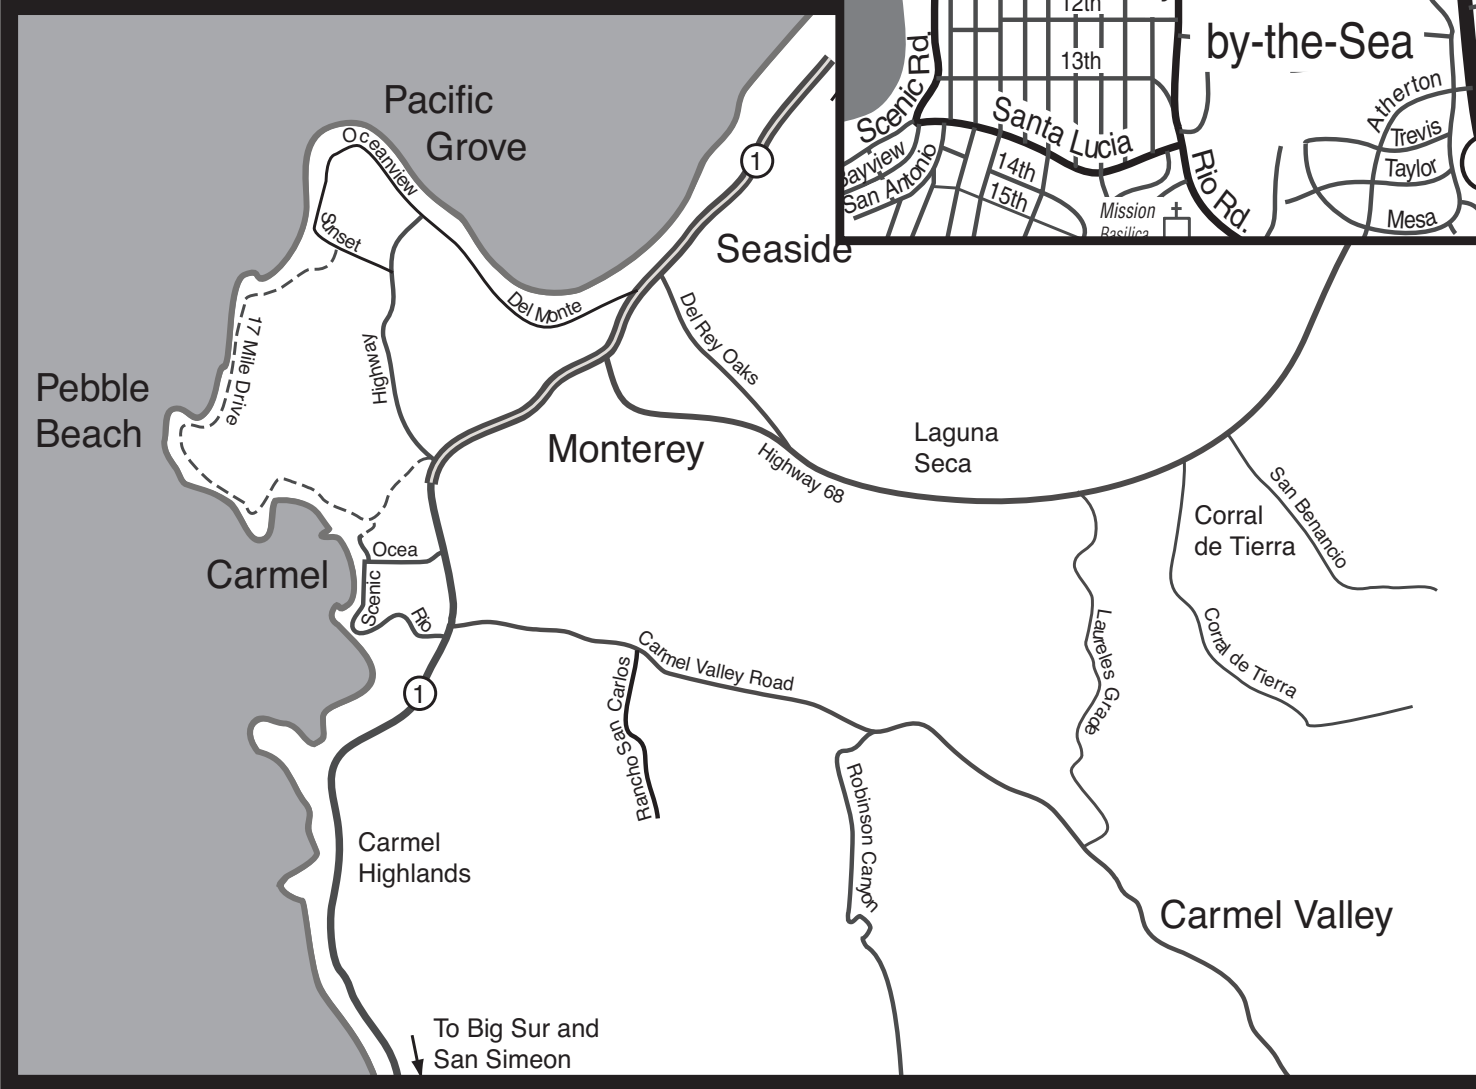 12th
by-the-Sea
13th
Scenic Rd.
Santa Lucia
Atherton
Trevis
Taylor
Mesa
Rio Rd.
Bayview
San Antonio
14th
15th
Mission
Basilica
Pacific
Grove
Oceanview
1
Sunset
Seaside
Del Monte
Del Rey Oaks
17 Mile Drive
Highway
Pebble
Beach
Monterey
Laguna
Seca
Highway 68
San Benancio
Corral
de Tierra
Ocea
Carmel
Scenic
Rio
Carmel Valley Road
Laureles Grade
Corral de Tierra
1
Rancho San Carlos
Robinson Canyon
Carmel
Highlands
Carmel Valley
To Big Sur and
San Simeon